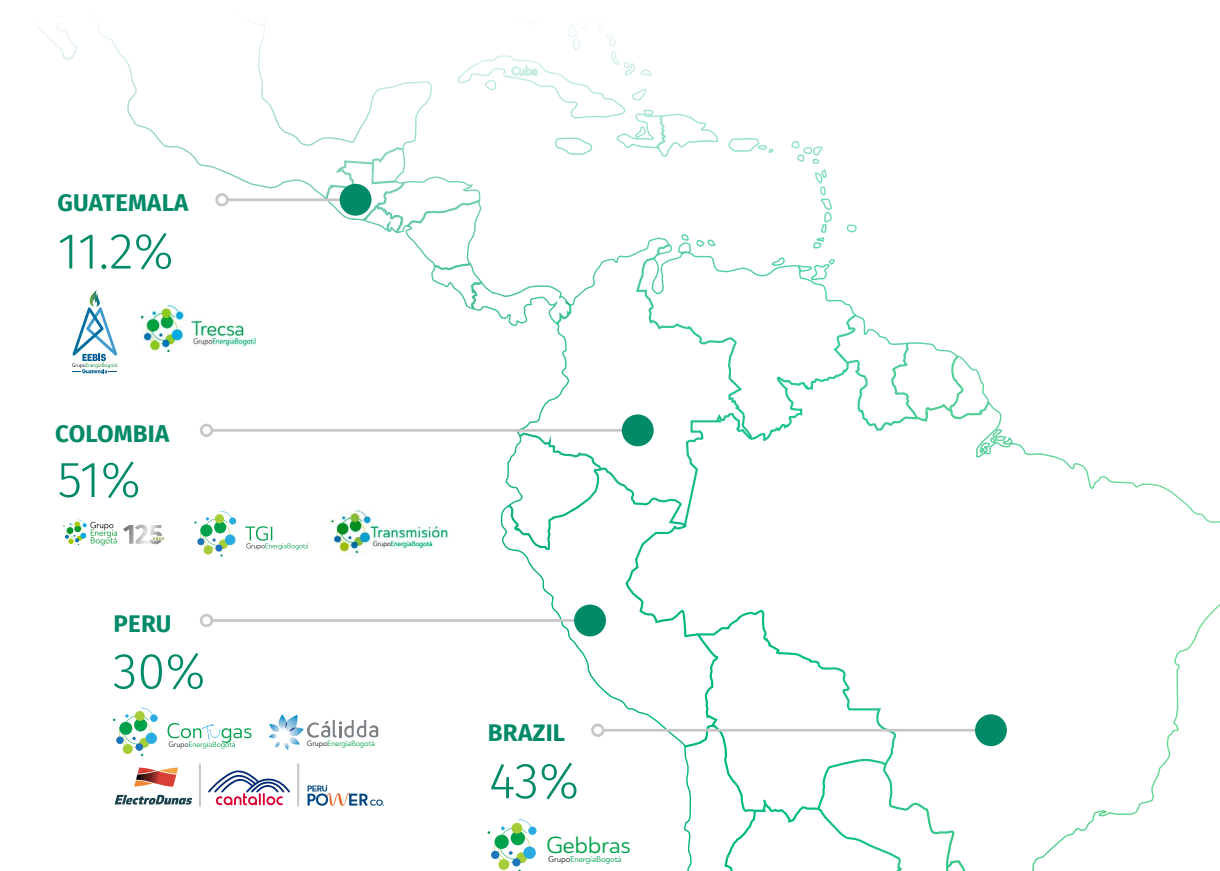 Cuba
GUATEMALA
11.2%
EEBIS
GrupoEnergíaBogotá
Guatemala
Trecsa
GrupoEnergíaBogotá
COLOMBIA
51%
Grupo
Energía
Bogotá
125
AÑOS
TGI
GrupoEnergíaBogotá
Transmisión
GrupoEnergíaBogotá
PERU
30%
ConTUgas
GrupoEnergíaBogotá
Cálidda
GrupoEnergíaBogotá
ElectroDunas
cantalloc
PERU
POWER CO.
BRAZIL
43%
Gebbras
GrupoEnergíaBogotá